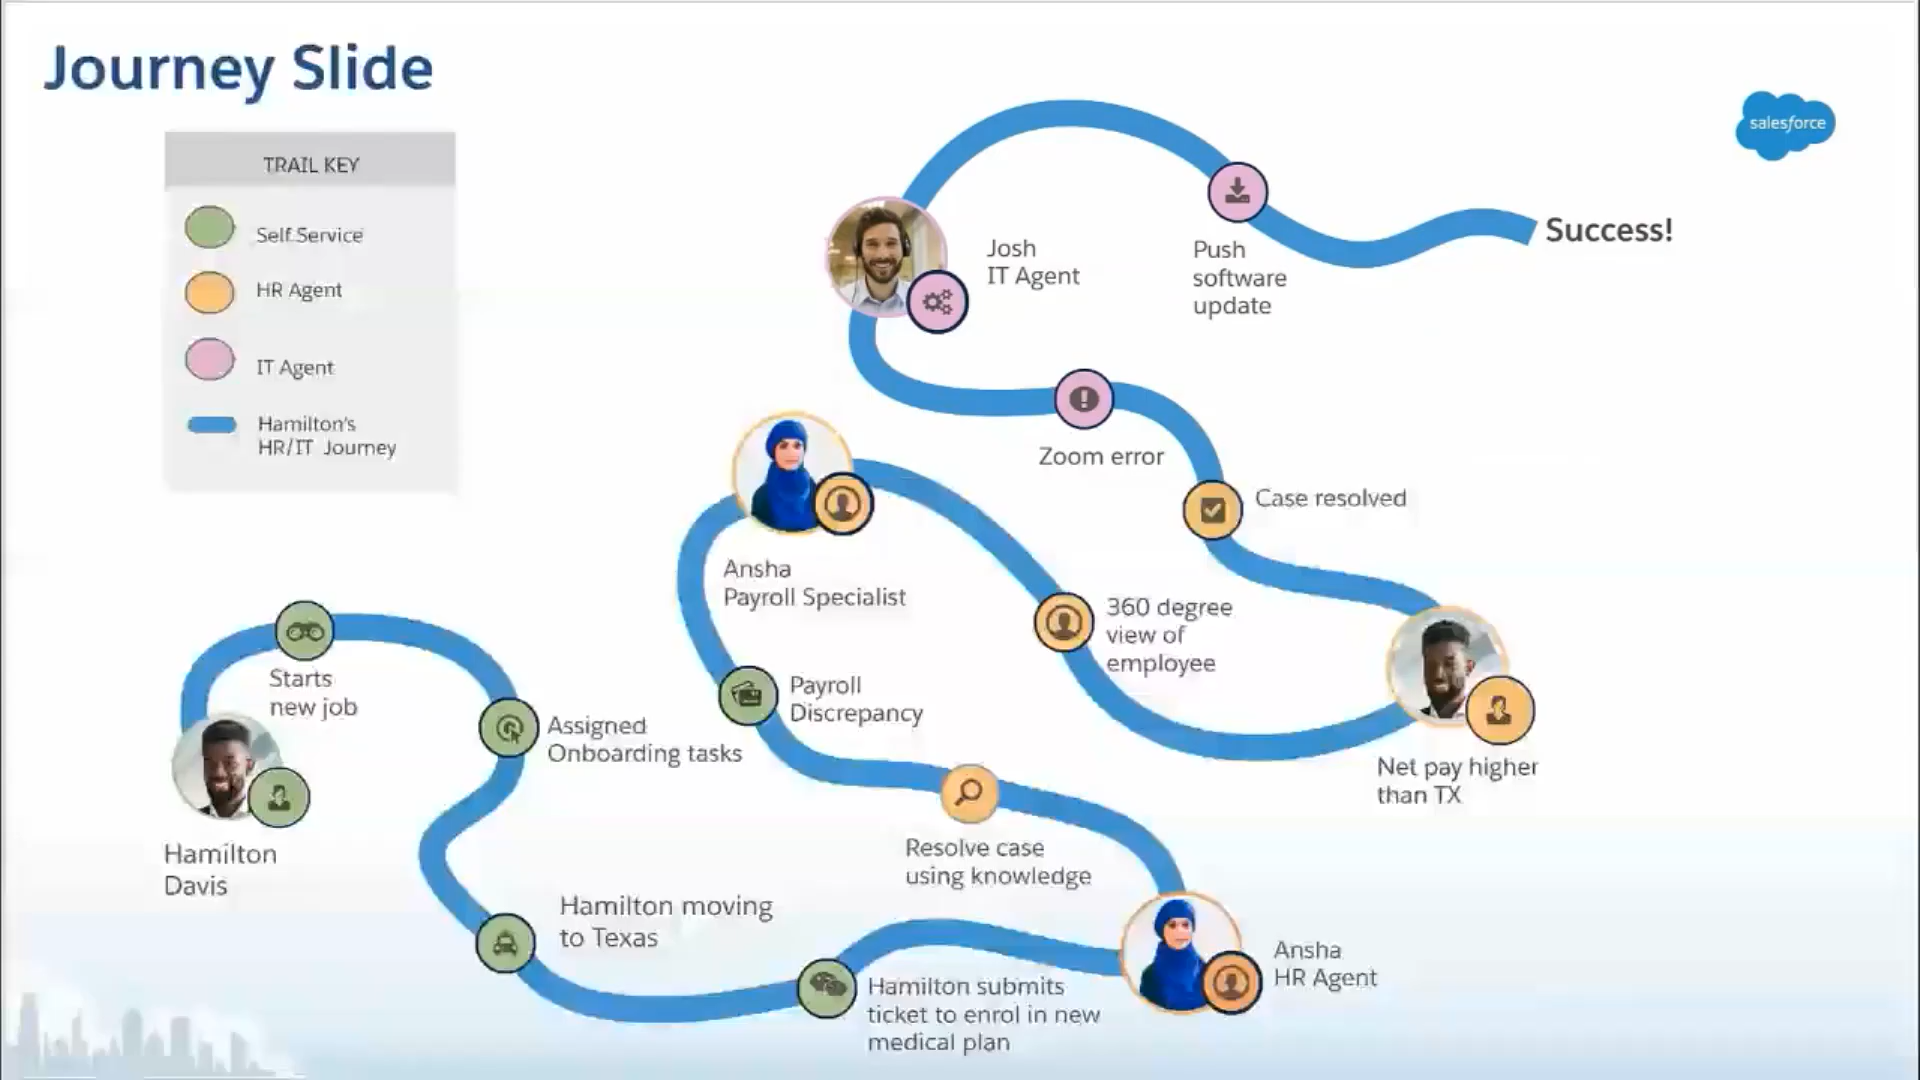 Journey Slide
salesforce
TRAIL KEY
Self Service
HR Agent
IT Agent
Hamilton's
HR/IT Journey
Josh
IT Agent
Push
software
update
Success!
Zoom error
Case resolved
Ansha
Payroll Specialist
360 degree
view of
employee
Starts
new job
Payroll
Discrepancy
Assigned
Onboarding tasks
Net pay higher
than TX
Hamilton
Davis
Resolve case
using knowledge
Hamilton moving
to Texas
Ansha
HR Agent
Hamilton submits
ticket to enrol in new
medical plan